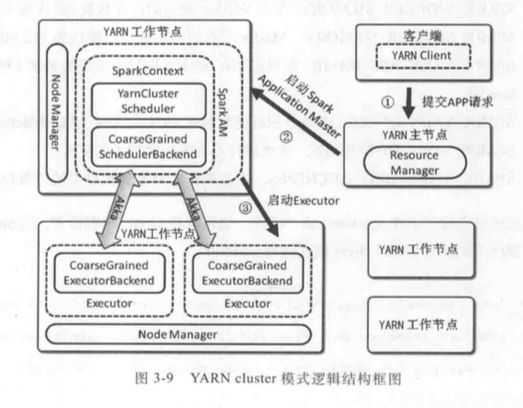 YARN 工作节点
Node Manager
SparkContext
YarnCluster
Scheduler
CoarseGrained
SchedulerBackend
SparkAM
启动 Spark
Application Master
②
客户端
YARN Client
①
提交APP请求
YARN 主节点
Resource
Manager
③
启动Executor
Akka
Akka
YARN工作节点
CoarseGrained
ExecutorBackend
Executor
CoarseGrained
ExecutorBackend
Executor
Node Manager
YARN 工作节点
YARN 工作节点
图 3-9 YARN cluster 模式逻辑结构框图